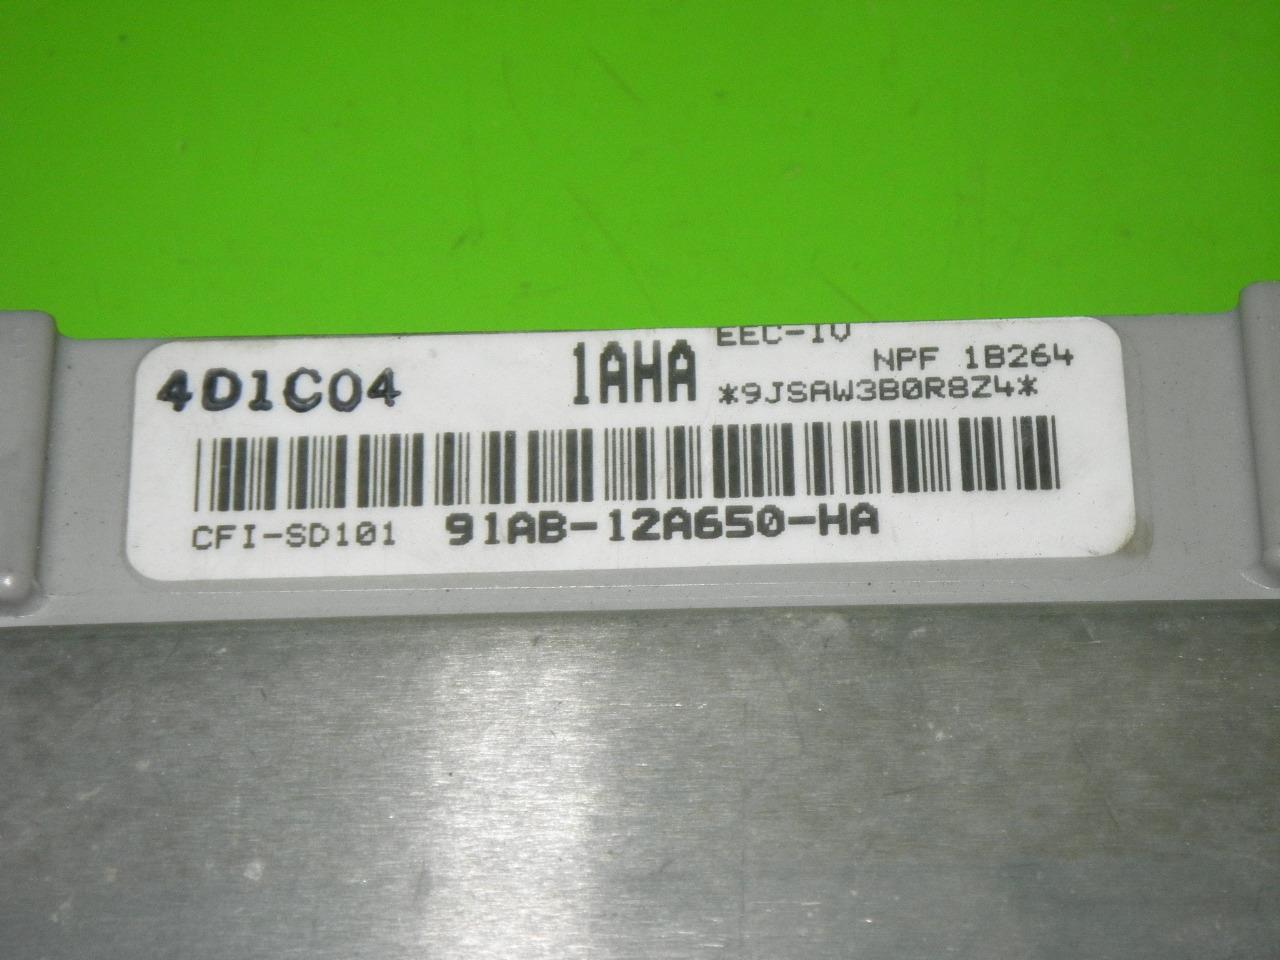 EEC-IV
4D1C04 1AHA NPF 1B264
*9JSAW3B0R8Z4*
CFI-SD101 91AB-12A650-HA